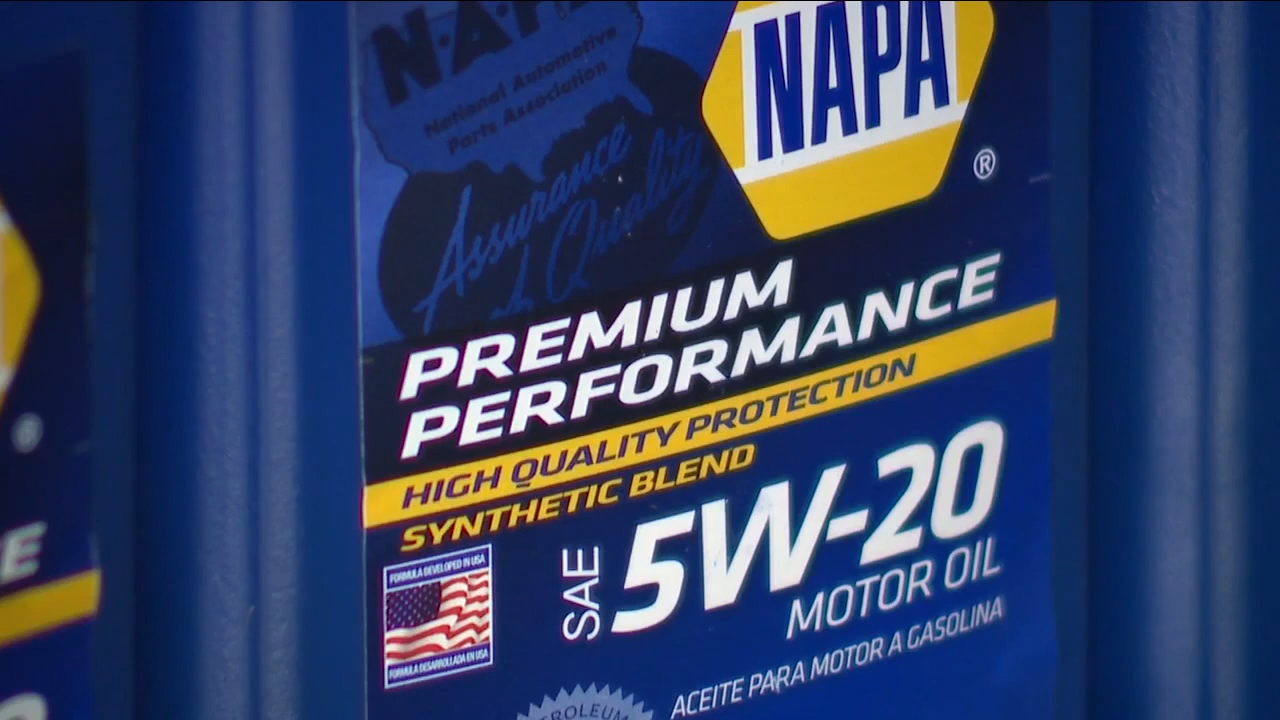 National Automotive
Parts Association
Assurance
of Quality
NAPA
®
PREMIUM
PERFORMANCE
HIGH QUALITY PROTECTION
SYNTHETIC BLEND
SAE 5W-20
MOTOR OIL
ACEITE PARA MOTOR A GASOLINA
FORMULA DEVELOPED IN USA
FORMULA DESARROLLADA EN USA